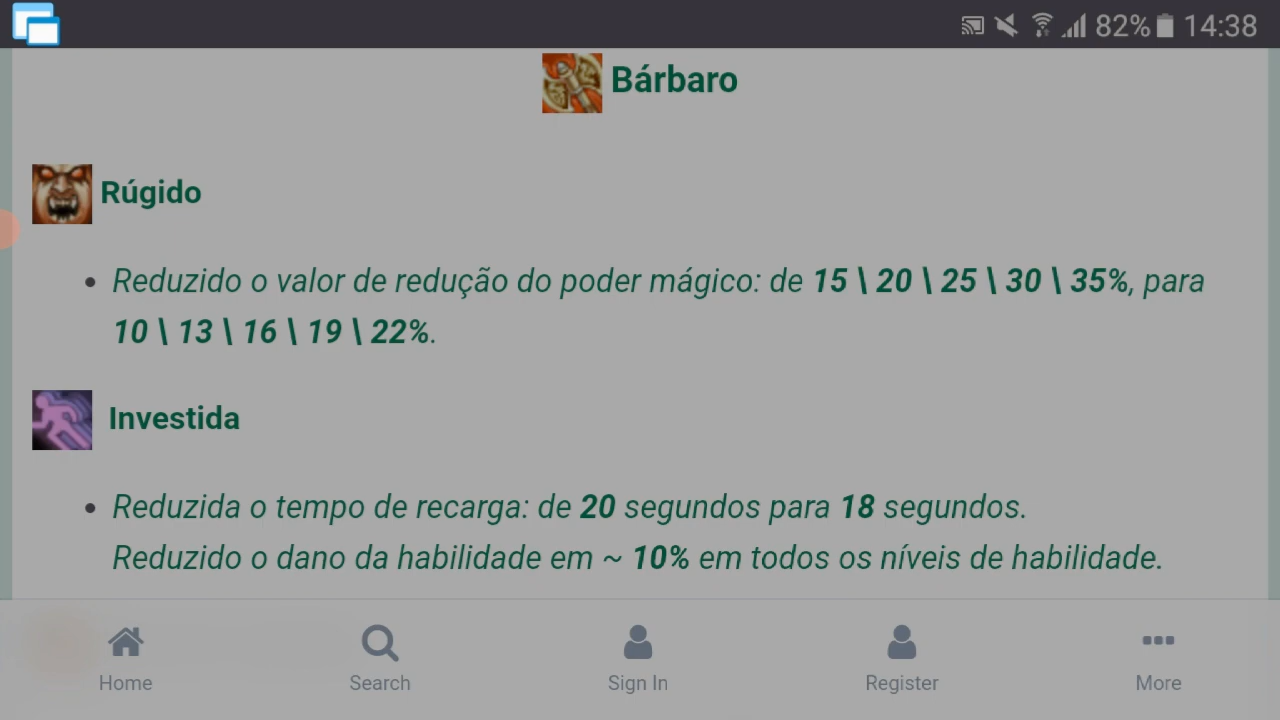 82% 14:38
Bárbaro
Rúgido
• Reduzido o valor de redução do poder mágico: de 15 \ 20 \ 25 \ 30 \ 35%, para
10 \ 13 \ 16 \ 19 \ 22%.
Investida
• Reduzida o tempo de recarga: de 20 segundos para 18 segundos.
Reduzido o dano da habilidade em ~ 10% em todos os níveis de habilidade.
Home Search Sign In Register More